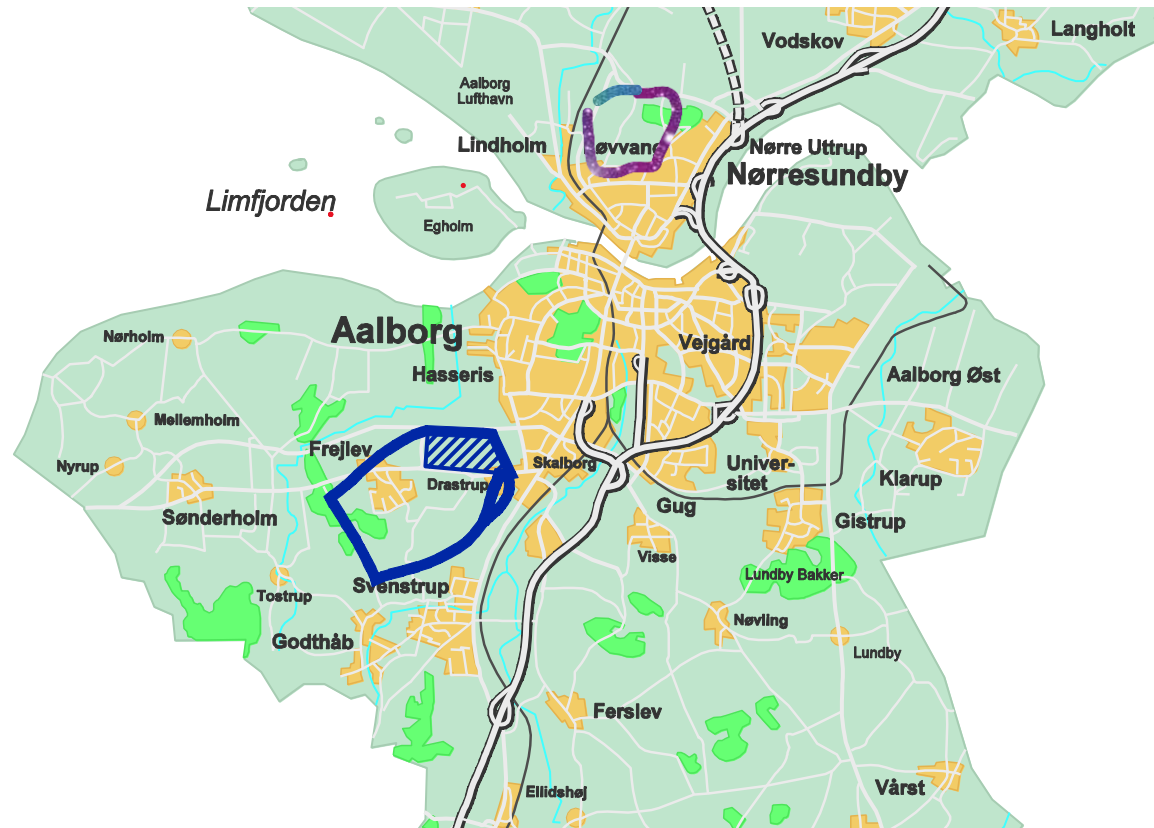 Langholt
Vodskov
Aalborg
Lufthavn
Lindholm
Nørre Uttrup
Nørresundby
Limfjorden
Egholm
Aalborg
Nørholm
Vejgård
Hasseris
Aalborg Øst
Mellemholm
Frejlev
Nyrup
Skalborg
Univer-
sitet
Drastrup
Klarup
Sønderholm
Gug
Gistrup
Visse
Svenstrup
Lundby Bakker
Tostrup
Nøvling
Godthåb
Lundby
Ferslev
Vårst
Ellidshøj